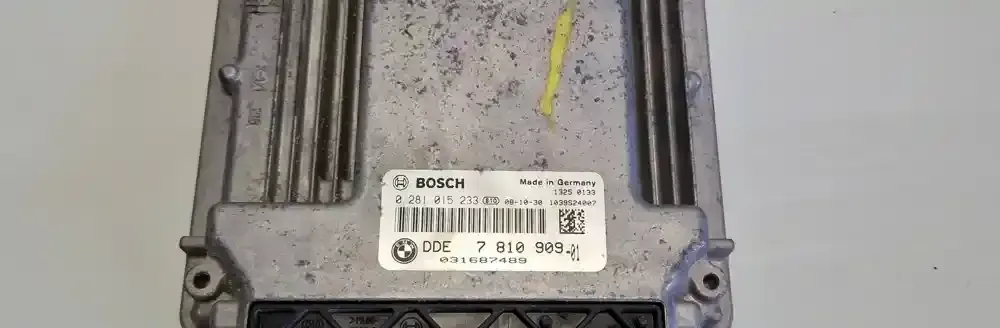 BOSCH Made in Germany
1325 0133
0 281 015 233 BTO 08-10-30 1039S24007
DDE 7 810 909-01
031687489